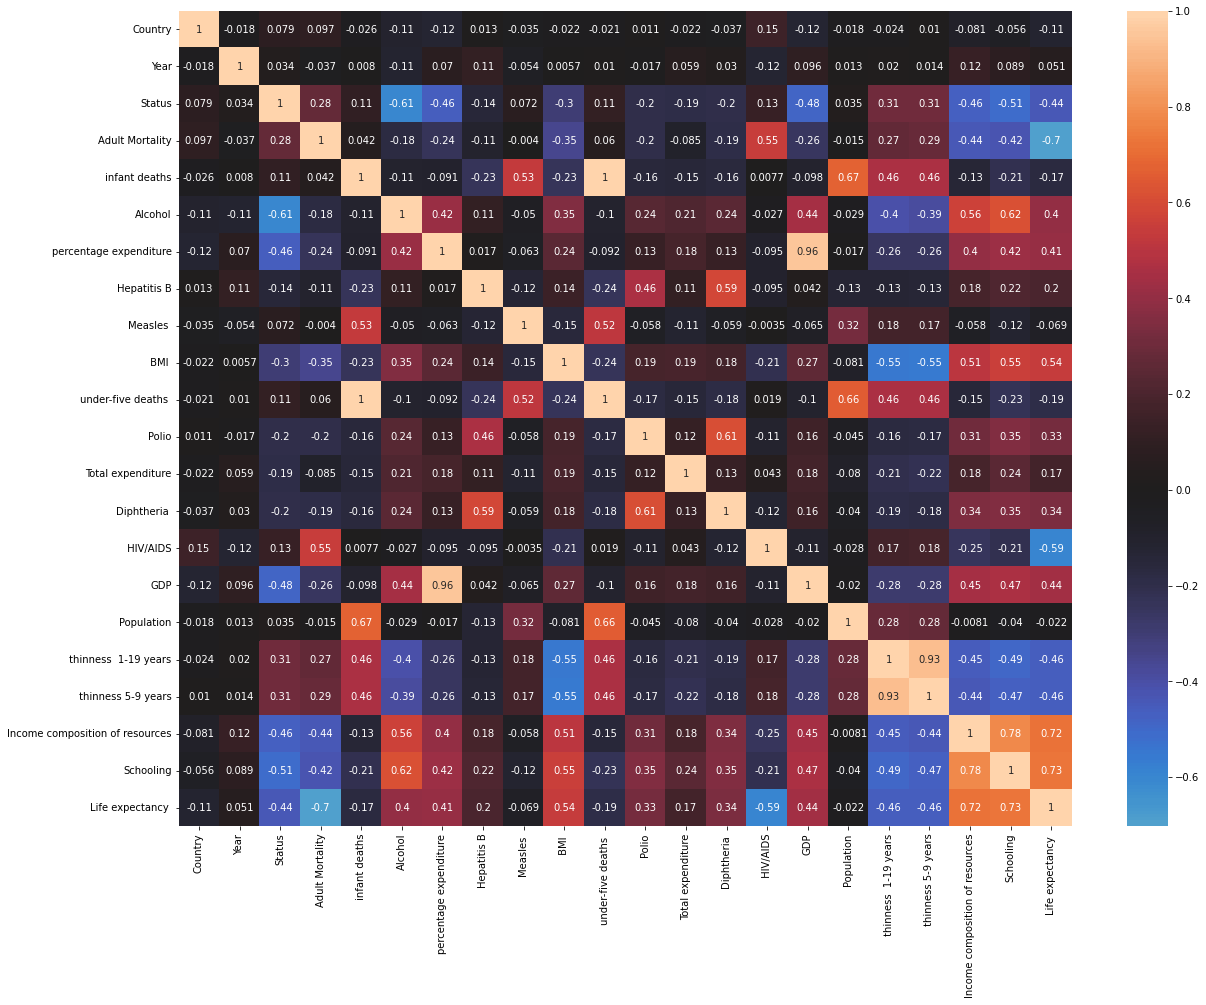 Country 1 -0.018 0.079 0.097 -0.026 -0.11 -0.12 0.013 -0.035 -0.022 -0.021 0.011 -0.022 -0.037 0.15 -0.12 -0.018 -0.024 0.01 -0.081 -0.056 -0.11
Year -0.018 1 0.034 -0.037 0.008 -0.11 0.07 0.11 -0.054 0.0057 0.01 -0.017 0.059 0.03 -0.12 0.096 0.013 0.02 0.014 0.12 0.089 0.051
Status 0.079 0.034 1 0.28 0.11 -0.61 -0.46 -0.14 0.072 -0.3 0.11 -0.2 -0.19 -0.2 0.13 -0.48 0.035 0.31 0.31 -0.46 -0.51 -0.44
Adult Mortality 0.097 -0.037 0.28 1 0.042 -0.18 -0.24 -0.11 -0.004 -0.35 0.06 -0.2 -0.085 -0.19 0.55 -0.26 -0.015 0.27 0.29 -0.44 -0.42 -0.7
infant deaths -0.026 0.008 0.11 0.042 1 -0.11 -0.091 -0.23 0.53 -0.23 1 -0.16 -0.15 -0.16 0.0077 -0.098 0.67 0.46 0.46 -0.13 -0.21 -0.17
Alcohol -0.11 -0.11 -0.61 -0.18 -0.11 1 0.42 0.11 -0.05 0.35 -0.1 0.24 0.21 0.24 -0.027 0.44 -0.029 -0.4 -0.39 0.56 0.62 0.4
percentage expenditure -0.12 0.07 -0.46 -0.24 -0.091 0.42 1 0.017 -0.063 0.24 -0.092 0.13 0.18 0.13 -0.095 0.96 -0.017 -0.26 -0.26 0.4 0.42 0.41
Hepatitis B 0.013 0.11 -0.14 -0.11 -0.23 0.11 0.017 1 -0.12 0.14 -0.24 0.46 0.11 0.59 -0.095 0.042 -0.13 -0.13 -0.13 0.18 0.22 0.2
Measles -0.035 -0.054 0.072 -0.004 0.53 -0.05 -0.063 -0.12 1 -0.15 0.52 -0.058 -0.11 -0.059 -0.0035 -0.065 0.32 0.18 0.17 -0.058 -0.12 -0.069
BMI -0.022 0.0057 -0.3 -0.35 -0.23 0.35 0.24 0.14 -0.15 1 -0.24 0.19 0.19 0.18 -0.21 0.27 -0.081 -0.55 -0.55 0.51 0.55 0.54
under-five deaths -0.021 0.01 0.11 0.06 1 -0.1 -0.092 -0.24 0.52 -0.24 1 -0.17 -0.15 -0.18 0.019 -0.1 0.66 0.46 0.46 -0.15 -0.23 -0.19
Polio 0.011 -0.017 -0.2 -0.2 -0.16 0.24 0.13 0.46 -0.058 0.19 -0.17 1 0.12 0.61 -0.11 0.16 -0.045 -0.16 -0.17 0.31 0.35 0.33
Total expenditure -0.022 0.059 -0.19 -0.085 -0.15 0.21 0.18 0.11 -0.11 0.19 -0.15 0.12 1 0.13 0.043 0.18 -0.08 -0.21 -0.22 0.18 0.24 0.17
Diphtheria -0.037 0.03 -0.2 -0.19 -0.16 0.24 0.13 0.59 -0.059 0.18 -0.18 0.61 0.13 1 -0.12 0.16 -0.04 -0.19 -0.18 0.34 0.35 0.34
HIV/AIDS 0.15 -0.12 0.13 0.55 0.0077 -0.027 -0.095 -0.095 -0.0035 -0.21 0.019 -0.11 0.043 -0.12 1 -0.11 -0.028 0.17 0.18 -0.25 -0.21 -0.59
GDP -0.12 0.096 -0.48 -0.26 -0.098 0.44 0.96 0.042 -0.065 0.27 -0.1 0.16 0.18 0.16 -0.11 1 -0.02 -0.28 -0.28 0.45 0.47 0.44
Population -0.018 0.013 0.035 -0.015 0.67 -0.029 -0.017 -0.13 0.32 -0.081 0.66 -0.045 -0.08 -0.04 -0.028 -0.02 1 0.28 0.28 -0.0081 -0.04 -0.022
thinness 1-19 years -0.024 0.02 0.31 0.27 0.46 -0.4 -0.26 -0.13 0.18 -0.55 0.46 -0.16 -0.21 -0.19 0.17 -0.28 0.28 1 0.93 -0.45 -0.49 -0.46
thinness 5-9 years 0.01 0.014 0.31 0.29 0.46 -0.39 -0.26 -0.13 0.17 -0.55 0.46 -0.17 -0.22 -0.18 0.18 -0.28 0.28 0.93 1 -0.44 -0.47 -0.46
Income composition of resources -0.081 0.12 -0.46 -0.44 -0.13 0.56 0.4 0.18 -0.058 0.51 -0.15 0.31 0.18 0.34 -0.25 0.45 -0.0081 -0.45 -0.44 1 0.78 0.72
Schooling -0.056 0.089 -0.51 -0.42 -0.21 0.62 0.42 0.22 -0.12 0.55 -0.23 0.35 0.24 0.35 -0.21 0.47 -0.04 -0.49 -0.47 0.78 1 0.73
Life expectancy -0.11 0.051 -0.44 -0.7 -0.17 0.4 0.41 0.2 -0.069 0.54 -0.19 0.33 0.17 0.34 -0.59 0.44 -0.022 -0.46 -0.46 0.72 0.73 1
Country
Year
Status
Adult Mortality
infant deaths
Alcohol
percentage expenditure
Hepatitis B
Measles
BMI
under-five deaths
Polio
Total expenditure
Diphtheria
HIV/AIDS
GDP
Population
thinness 1-19 years
thinness 5-9 years
Income composition of resources
Schooling
Life expectancy
1.0
0.8
0.6
0.4
0.2
0.0
-0.2
-0.4
-0.6